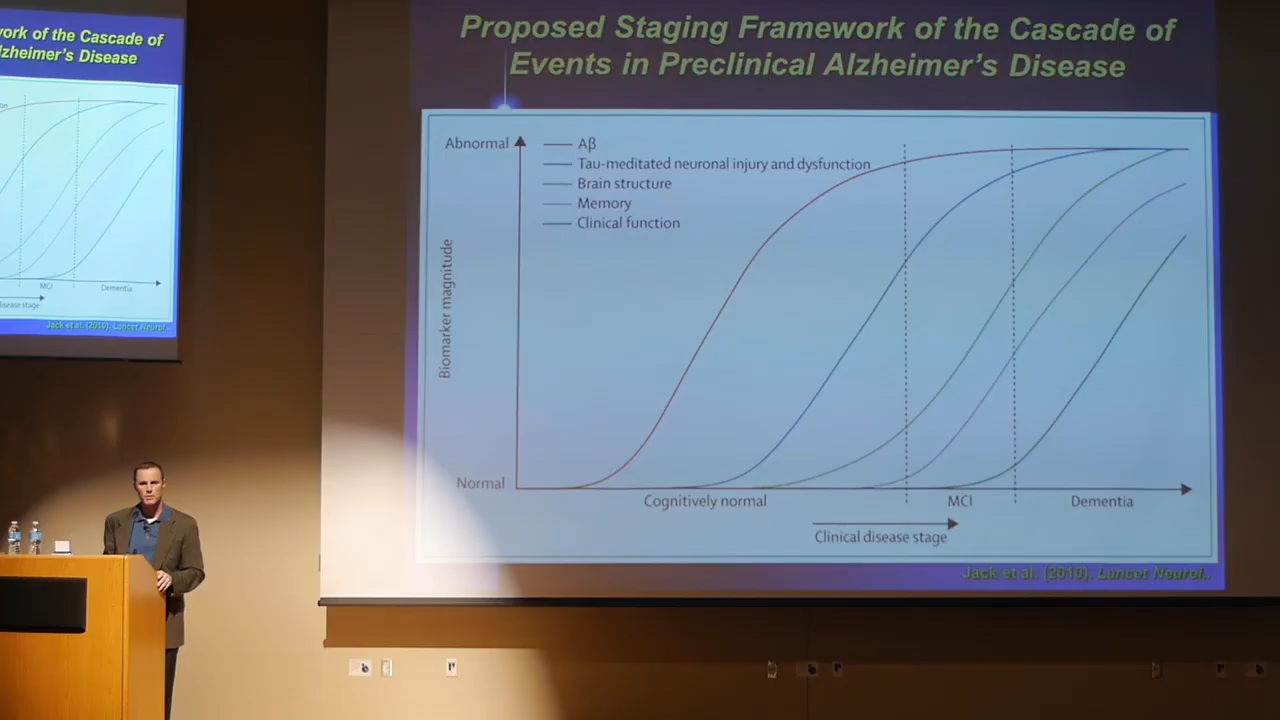 work of the Cascade of
Alzheimer's Disease
MCI
Dementia
disease stage
Jack et al. (2010). Lancet Neurol..
Proposed Staging Framework of the Cascade of
Events in Preclinical Alzheimer's Disease
Abnormal
Aβ
Tau-meditated neuronal injury and dysfunction
Brain structure
Memory
Clinical function
Biomarker magnitude
Normal
Cognitively normal
MCI
Dementia
Clinical disease stage
Jack et al. (2010). Lancet Neurol..